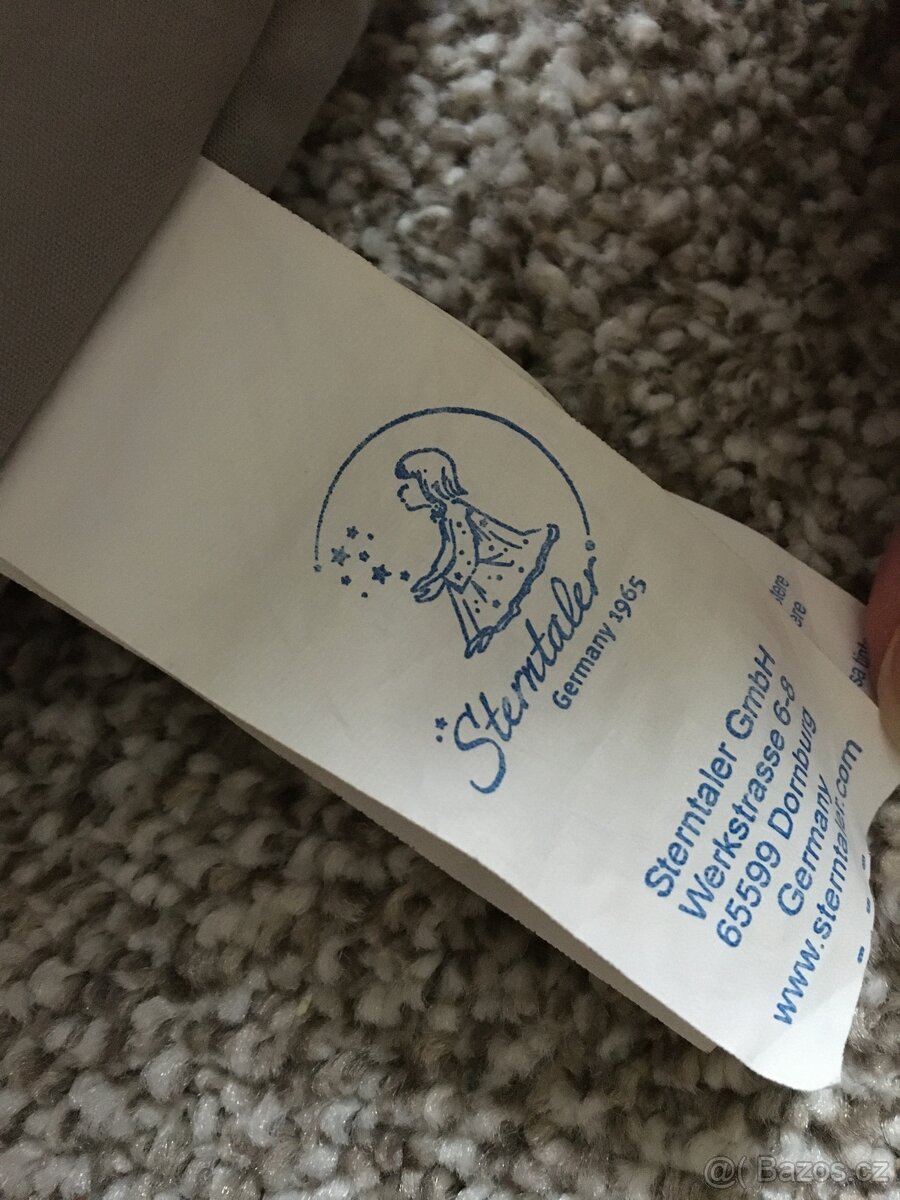 Sterntaler
Germany 1965
Sterntaler GmbH
Werkstrasse 6-8
65599 Dornburg
Germany
www.sterntaler.com
@ Bazos.cz